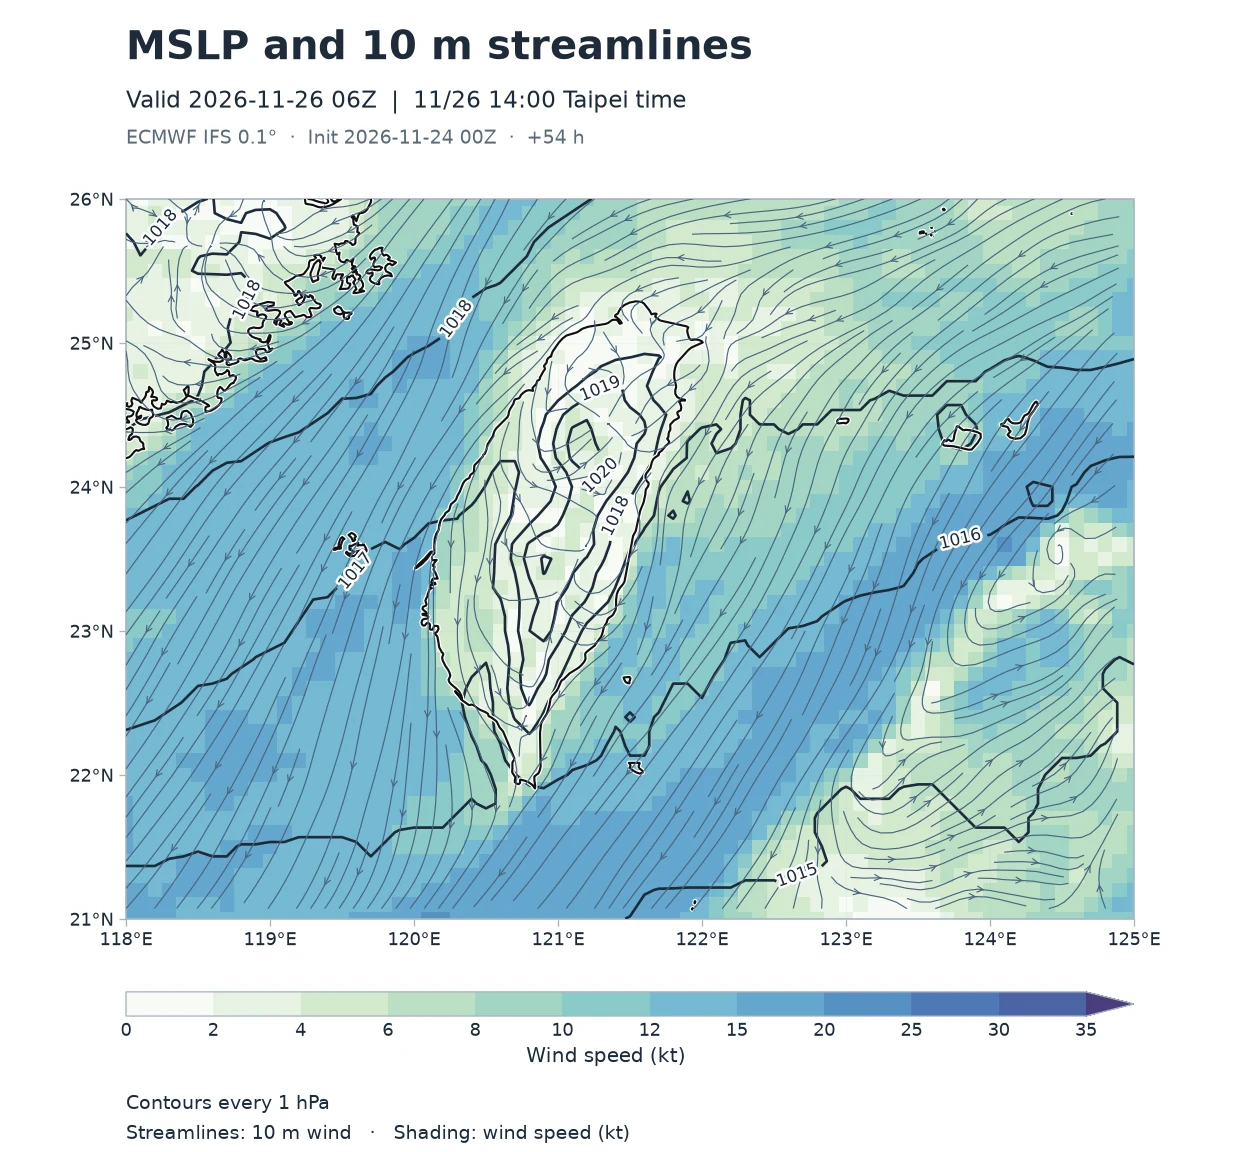 MSLP and 10 m streamlines
Valid 2026-11-26 06Z | 11/26 14:00 Taipei time
ECMWF IFS 0.1° · Init 2026-11-24 00Z · +54 h
26°N
1018
1018
1018
25°N
1019
1020
24°N
1018
1017
1016
23°N
22°N
1015
21°N
118°E 119°E 120°E 121°E 122°E 123°E 124°E 125°E
0 2 4 6 8 10 12 15 20 25 30 35
Wind speed (kt)
Contours every 1 hPa
Streamlines: 10 m wind · Shading: wind speed (kt)